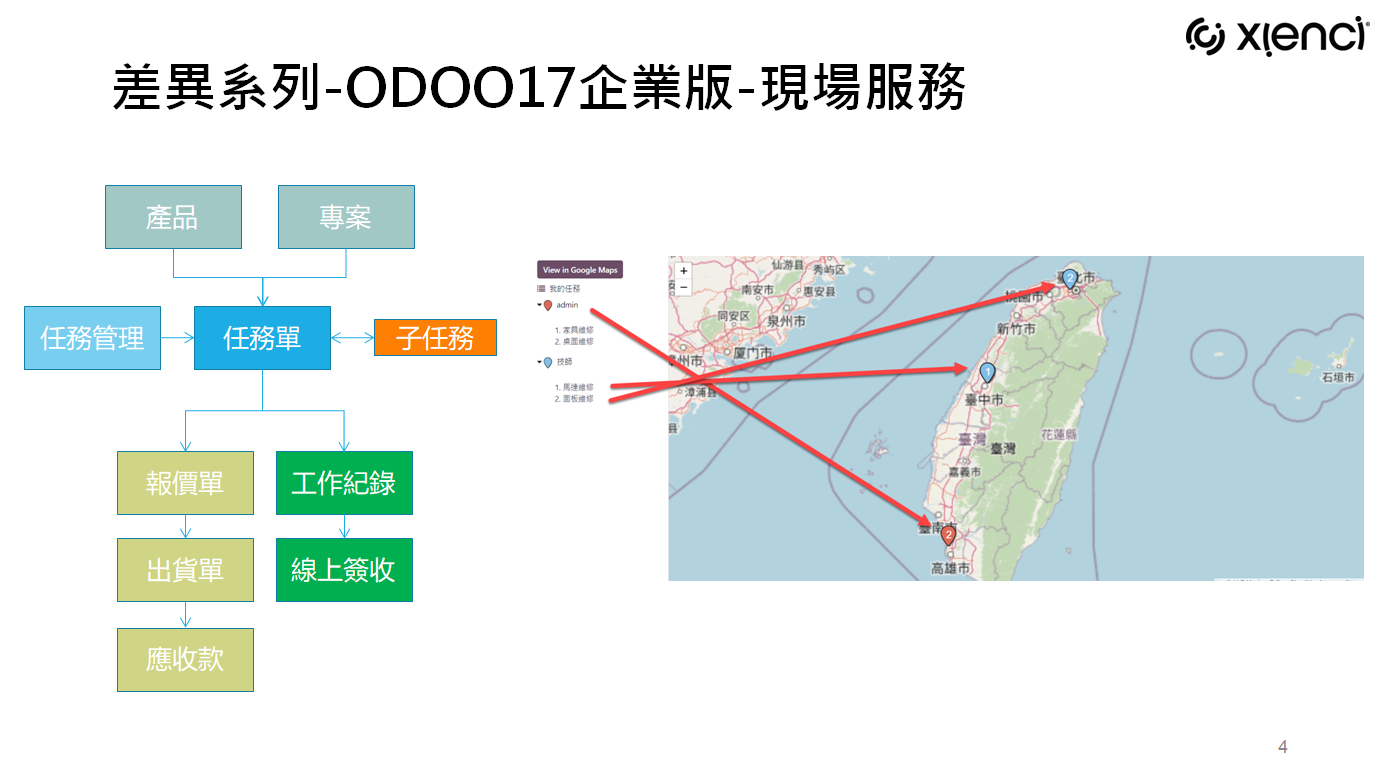 xienci
差異系列-ODOO17企業版-現場服務
產品
專案
任務管理
任務單
子任務
報價單
工作紀錄
出貨單
線上簽收
應收款
View in Google Maps
我的任務
admin
1. 家具維修
2. 桌面維修
技師
1. 馬達維修
2. 面板維修
+
−
仙游县
秀屿区
南安市
惠安县
同安区
泉州市
厦门市
漳浦县
臺北市
2
桃園市
新竹市
1
臺中市
臺灣
臺灣
花蓮縣
嘉義市
臺南市
2
高雄市
石垣市
4